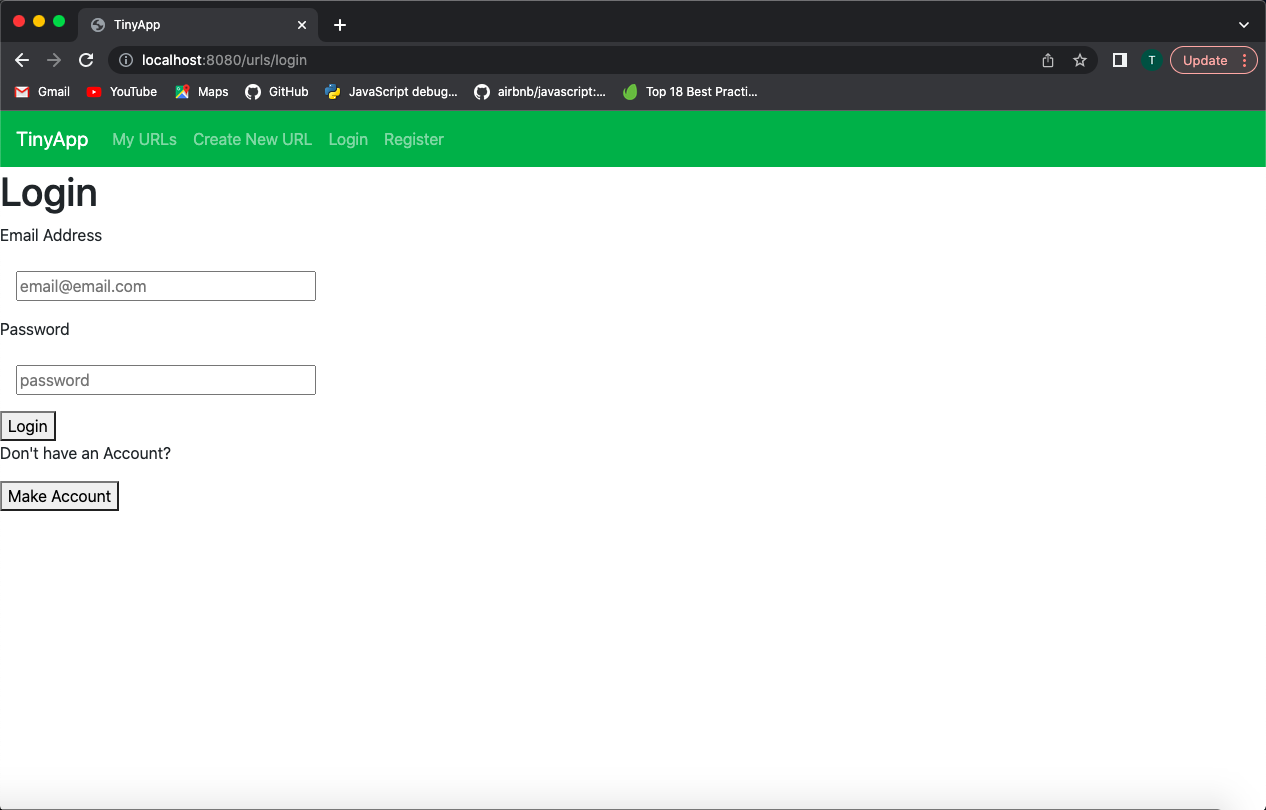 TinyApp
localhost:8080/urls/login
T
Update
Gmail YouTube Maps GitHub JavaScript debug... airbnb/javascript:... Top 18 Best Practi...
TinyApp My URLs Create New URL Login Register
Login
Email Address
email@email.com
Password
password
Login
Don't have an Account?
Make Account